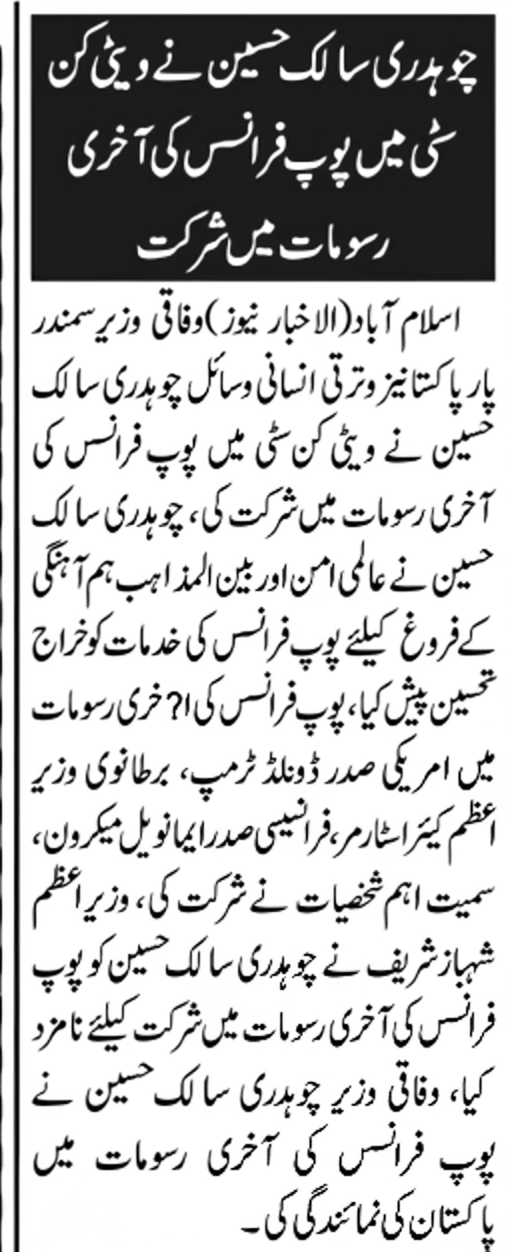 چوہدری سالک حسین نے ویٹی کن
سٹی میں پوپ فرانسس کی آخری
رسومات میں شرکت
اسلام آباد(الاخبار نیوز)وفاقی وزیر سمندر
پار پاکستانیز وترقی انسانی وسائل چوہدری سالک
حسین نے ویٹی کن سٹی میں پوپ فرانسس کی
آخری رسومات میں شرکت کی، چوہدری سالک
حسین نے عالمی امن اور بین المذاہب ہم آہنگی
کے فروغ کیلئے پوپ فرانسس کی خدمات کو خراج
تحسین پیش کیا، پوپ فرانسس کی ا?خری رسومات
میں امریکی صدر ڈونلڈ ٹرمپ، برطانوی وزیر
اعظم کیئر اسٹارمر،فرانسیسی صدر ایمانویل میکرون،
سمیت اہم شخصیات نے شرکت کی، وزیراعظم
شہباز شریف نے چوہدری سالک حسین کو پوپ
فرانسس کی آخری رسومات میں شرکت کیلئے نامزد
کیا، وفاقی وزیر چوہدری سالک حسین نے
پوپ فرانسس کی آخری رسومات میں
پاکستان کی نمائندگی کی۔